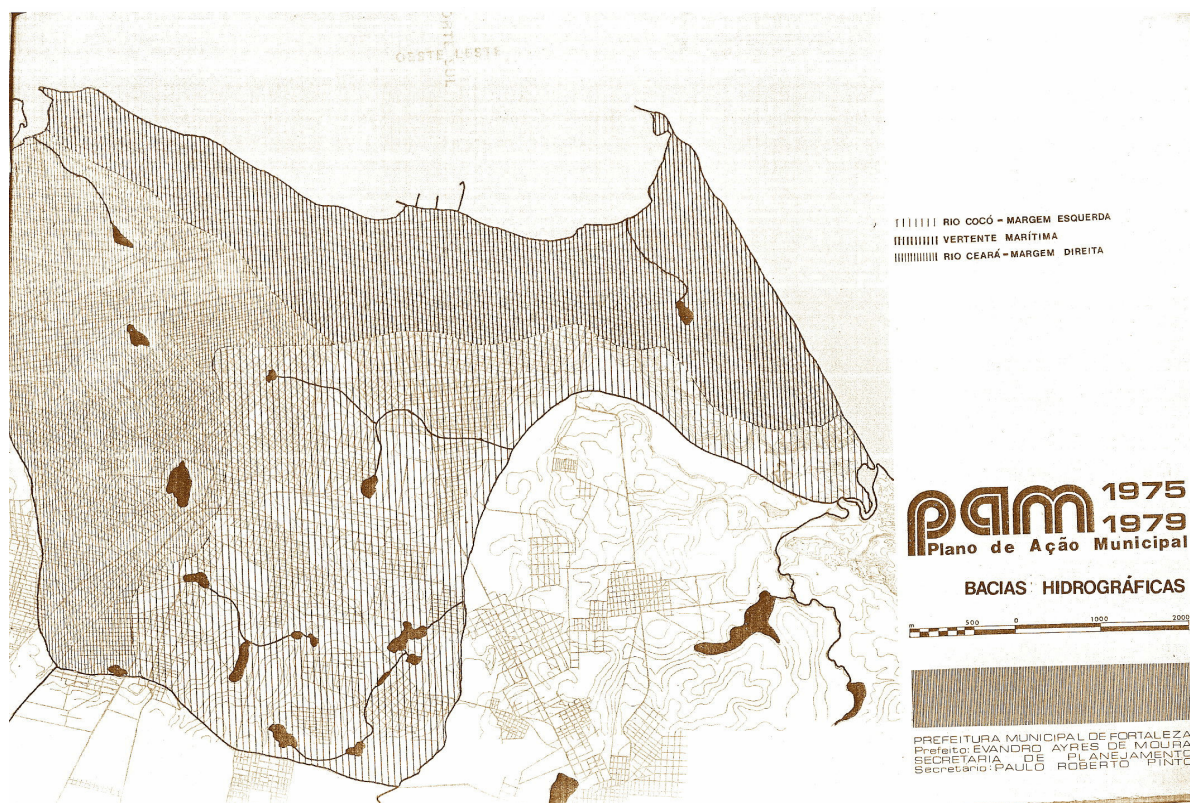 OESTE LESTE
SUL
RIO COCÓ - MARGEM ESQUERDA
VERTENTE MARÍTIMA
RIO CEARÁ - MARGEM DIREITA
pam 1975
1979
Plano de Ação Municipal
BACIAS HIDROGRÁFICAS
m 500 0 1000 2000
PREFEITURA MUNICIPAL DE FORTALEZA
Prefeito: EVANDRO AYRES DE MOURA
SECRETARIA DE PLANEJAMENTO
Secretário: PAULO ROBERTO PINTO